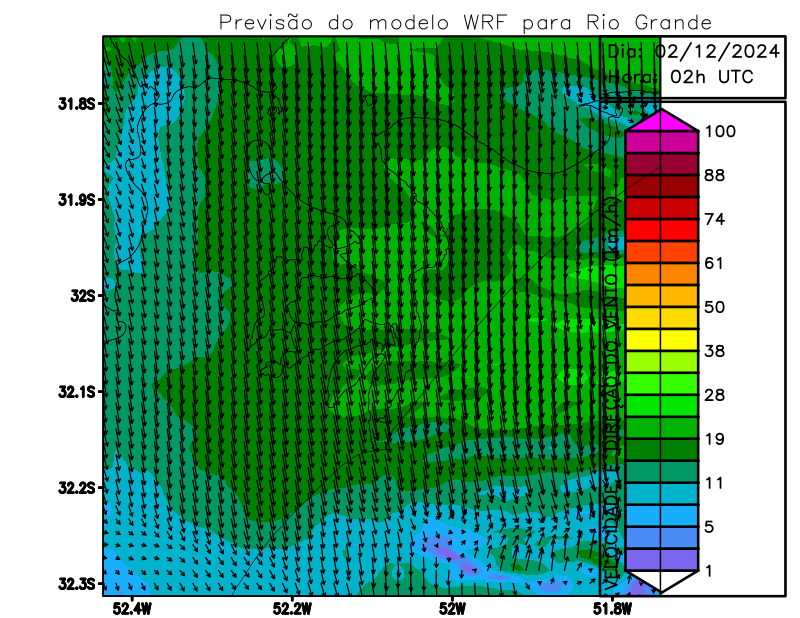 Previsão do modelo WRF para Rio Grande
Dia: 02/12/2024
Hora: 02h UTC
31.8S
31.9S
32S
32.1S
32.2S
32.3S
52.4W
52.2W
52W
51.8W
VELOCIDADE E DIREÇÃO DO VENTO (km/h)
100
88
74
61
50
38
28
19
11
5
1